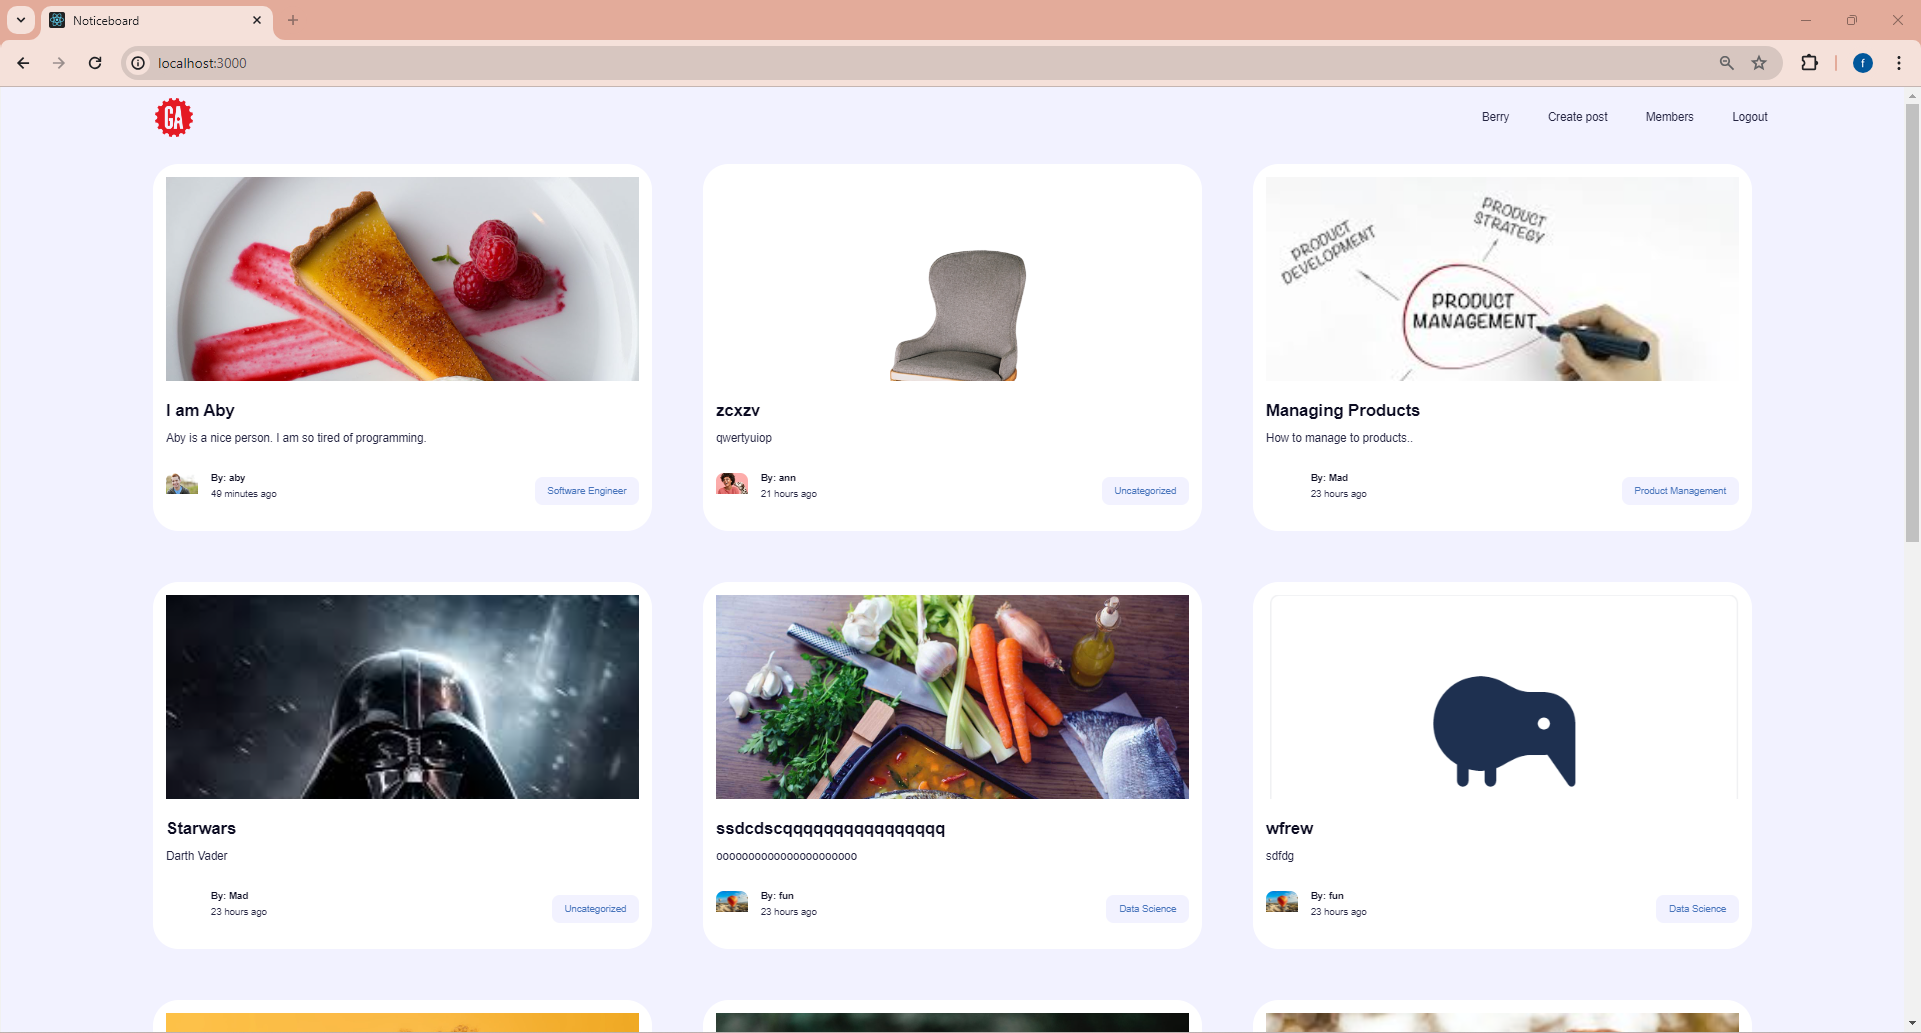 Noticeboard
localhost:3000
f
GA
Berry
Create post
Members
Logout
PRODUCT
STRATEGY
PRODUCT
DEVELOPMENT
PRODUCT
MANAGEMENT
I am Aby
Aby is a nice person. I am so tired of programming.
By: aby
49 minutes ago
Software Engineer
zcxzv
qwertyuiop
By: ann
21 hours ago
Uncategorized
Managing Products
How to manage to products..
By: Mad
23 hours ago
Product Management
Starwars
Darth Vader
By: Mad
23 hours ago
Uncategorized
ssdcdscqqqqqqqqqqqqqqqq
oooooooooooooooooooooo
By: fun
23 hours ago
Data Science
wfrew
sdfdg
By: fun
23 hours ago
Data Science